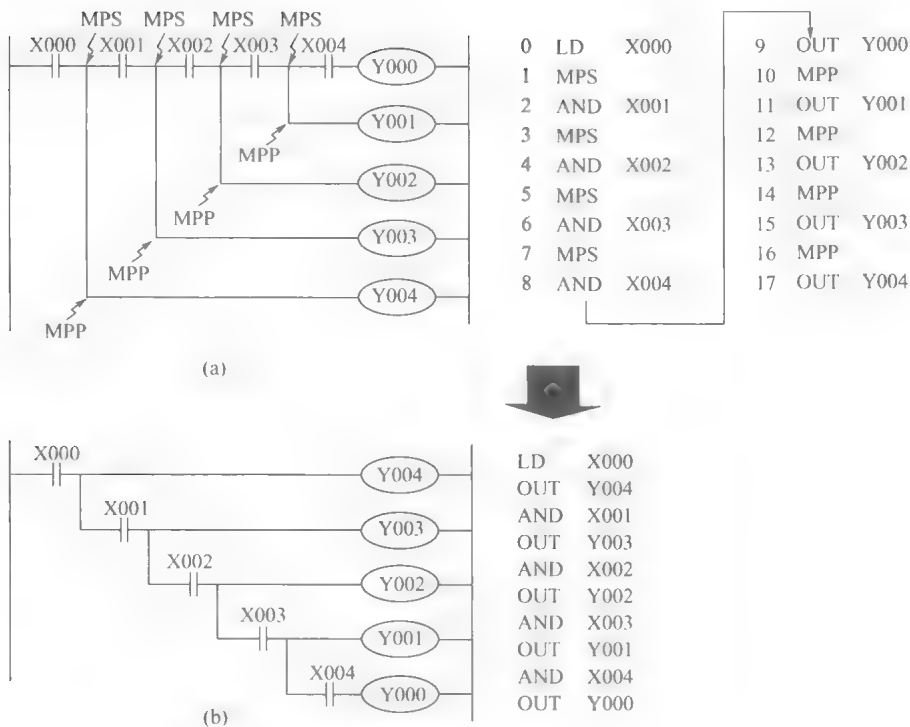 MPS MPS MPS MPS
X000 X001 X002 X003 X004 Y000
MPP Y001
MPP Y002
MPP Y003
MPP Y004
(a)
0 LD X000
1 MPS
2 AND X001
3 MPS
4 AND X002
5 MPS
6 AND X003
7 MPS
8 AND X004
9 OUT Y000
10 MPP
11 OUT Y001
12 MPP
13 OUT Y002
14 MPP
15 OUT Y003
16 MPP
17 OUT Y004
X000 Y004
X001 Y003
X002 Y002
X003 Y001
X004 Y000
(b)
LD X000
OUT Y004
AND X001
OUT Y003
AND X002
OUT Y002
AND X003
OUT Y001
AND X004
OUT Y000